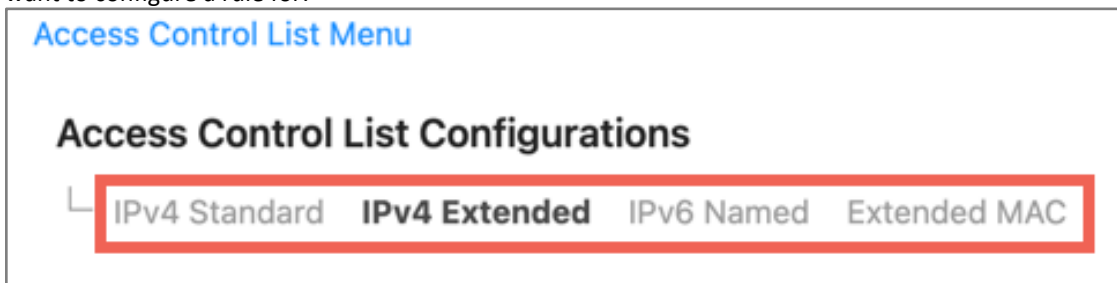 Access Control List Menu
Access Control List Configurations
IPv4 Standard IPv4 Extended IPv6 Named Extended MAC